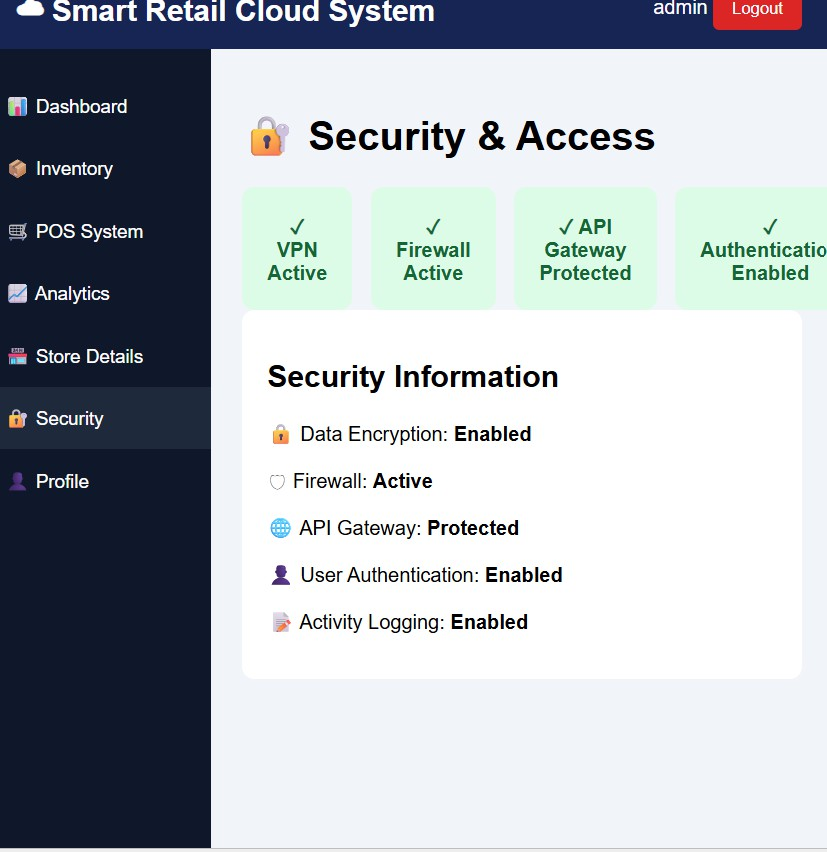 Smart Retail Cloud System
admin Logout
Dashboard
Inventory
POS System
Analytics
Store Details
Security
Profile
Security & Access
✓
VPN
Active
✓
Firewall
Active
✓ API
Gateway
Protected
✓
Authenticatio
Enabled
Security Information
Data Encryption: Enabled
Firewall: Active
API Gateway: Protected
User Authentication: Enabled
Activity Logging: Enabled